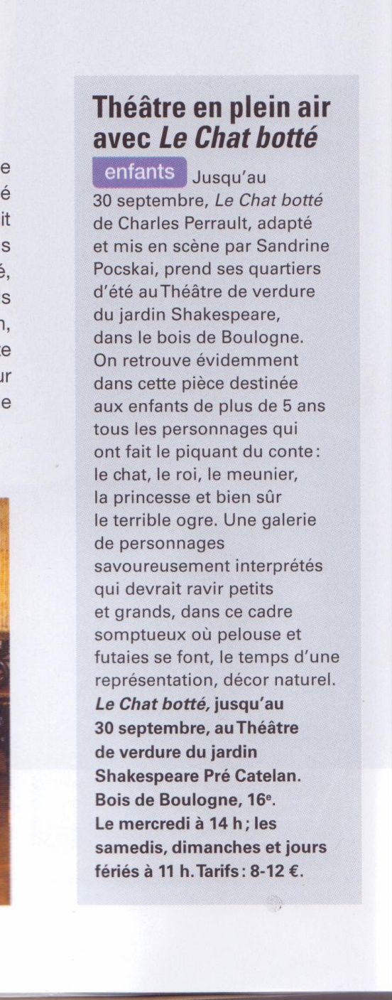 Théâtre en plein air
avec Le Chat botté
enfants Jusqu'au
30 septembre, Le Chat botté
de Charles Perrault, adapté
et mis en scène par Sandrine
Pocskai, prend ses quartiers
d'été au Théâtre de verdure
du jardin Shakespeare,
dans le bois de Boulogne.
On retrouve évidemment
dans cette pièce destinée
aux enfants de plus de 5 ans
tous les personnages qui
ont fait le piquant du conte :
le chat, le roi, le meunier,
la princesse et bien sûr
le terrible ogre. Une galerie
de personnages
savoureusement interprétés
qui devrait ravir petits
et grands, dans ce cadre
somptueux où pelouse et
futaies se font, le temps d'une
représentation, décor naturel.
Le Chat botté, jusqu'au
30 septembre, au Théâtre
de verdure du jardin
Shakespeare Pré Catelan.
Bois de Boulogne, 16e.
Le mercredi à 14 h ; les
samedis, dimanches et jours
fériés à 11 h. Tarifs : 8-12 €.